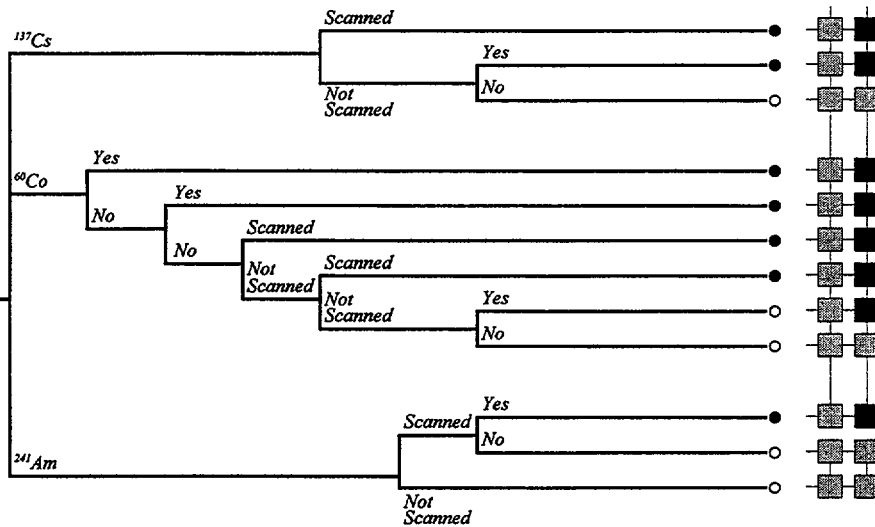 137Cs
Scanned
Yes
No
Not
Scanned
60Co
Yes
No
Yes
No
Scanned
Not
Scanned
Scanned
Not
Scanned
Yes
No
241Am
Scanned
Yes
No
Not
Scanned